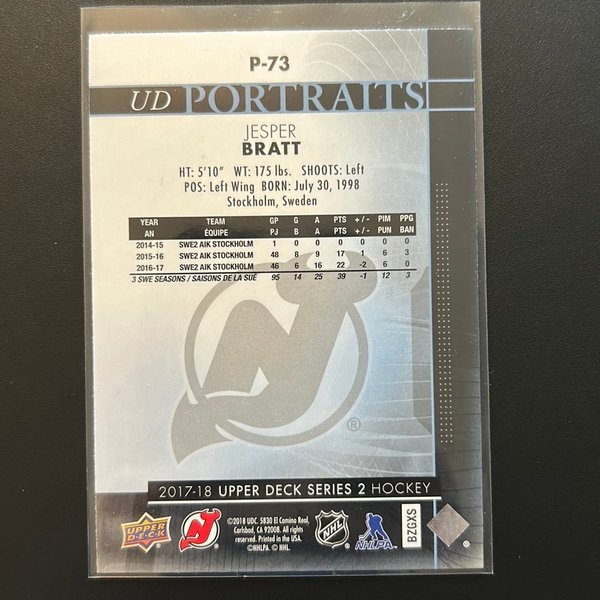 P-73
UD PORTRAITS
JESPER
BRATT
HT: 5'10" WT: 175 lbs. SHOOTS: Left
POS: Left Wing BORN: July 30, 1998
Stockholm, Sweden
YEAR TEAM GP G A PTS +/- PIM PPG
AN ÉQUIPE PJ B A PTS +/- PUN BAN
2014-15 SWE2 AIK STOCKHOLM 1 0 0 0 0 0 0
2015-16 SWE2 AIK STOCKHOLM 48 8 9 17 1 6 3
2016-17 SWE2 AIK STOCKHOLM 46 6 16 22 -2 6 0
3 SWE SEASONS / SAISONS DE LA SUÈ 95 14 25 39 -1 12 3
®
2017-18 UPPER DECK SERIES 2 HOCKEY
UPPER DECK
©2018 UDC. 5830 El Camino Real,
Carlsbad, CA 92008. All rights
reserved. Printed in the USA.
©NHLPA. © NHL.
NHL
NHLPA
BZGXS
®